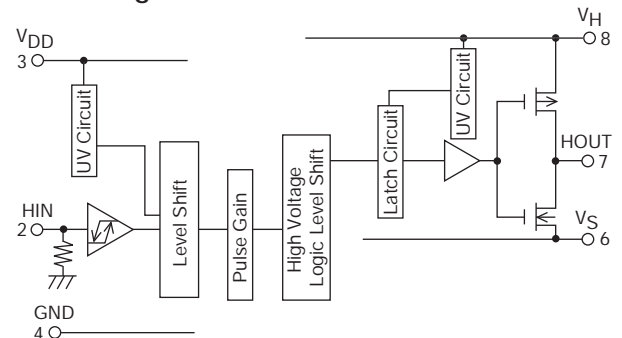 VDD
3
UV Circuit
HIN
2
GND
4
Level Shift
Pulse Gain
High Voltage
Logic Level Shift
Latch Circuit
UV Circuit
VH
8
HOUT
7
VS
6